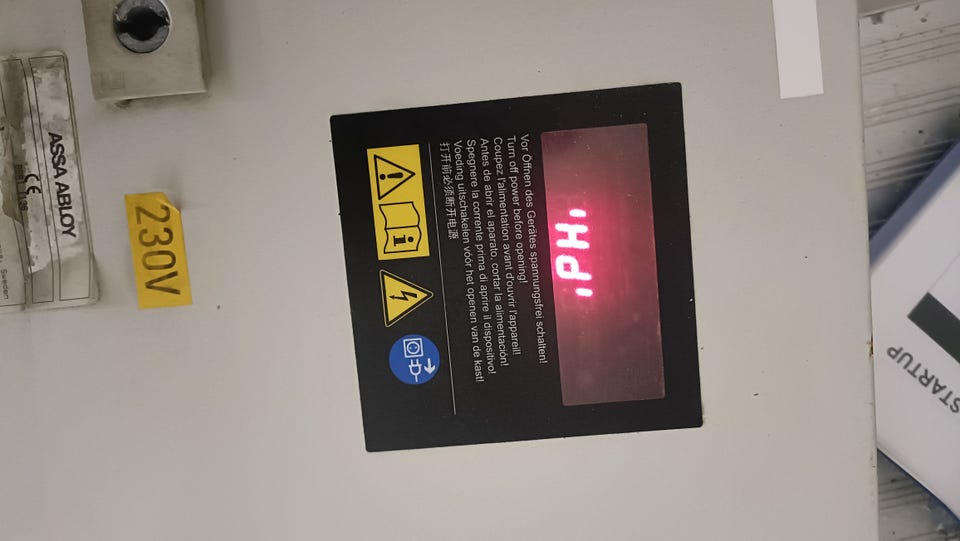 Vor Öffnen des Gerätes spannungsfrei schalten!
Turn off power before opening!
Coupez l'alimentation avant d'ouvrir l'appareil!
Antes de abrir el aparato, cortar la alimentación!
Spegnere la corrente prima di aprire il dispositivo!
Voeding uitschakelen vóór het openen van de kast!
打开前必须断开电源
230V
ASSA ABLOY
CE
Sweden
STARTUP